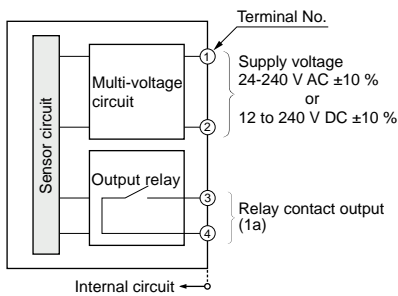 Terminal No.
Sensor circuit
Multi-voltage
circuit
1
2
Supply voltage
24-240 V AC ±10 %
or
12 to 240 V DC ±10 %
Output relay
3
4
Relay contact output
(1a)
Internal circuit